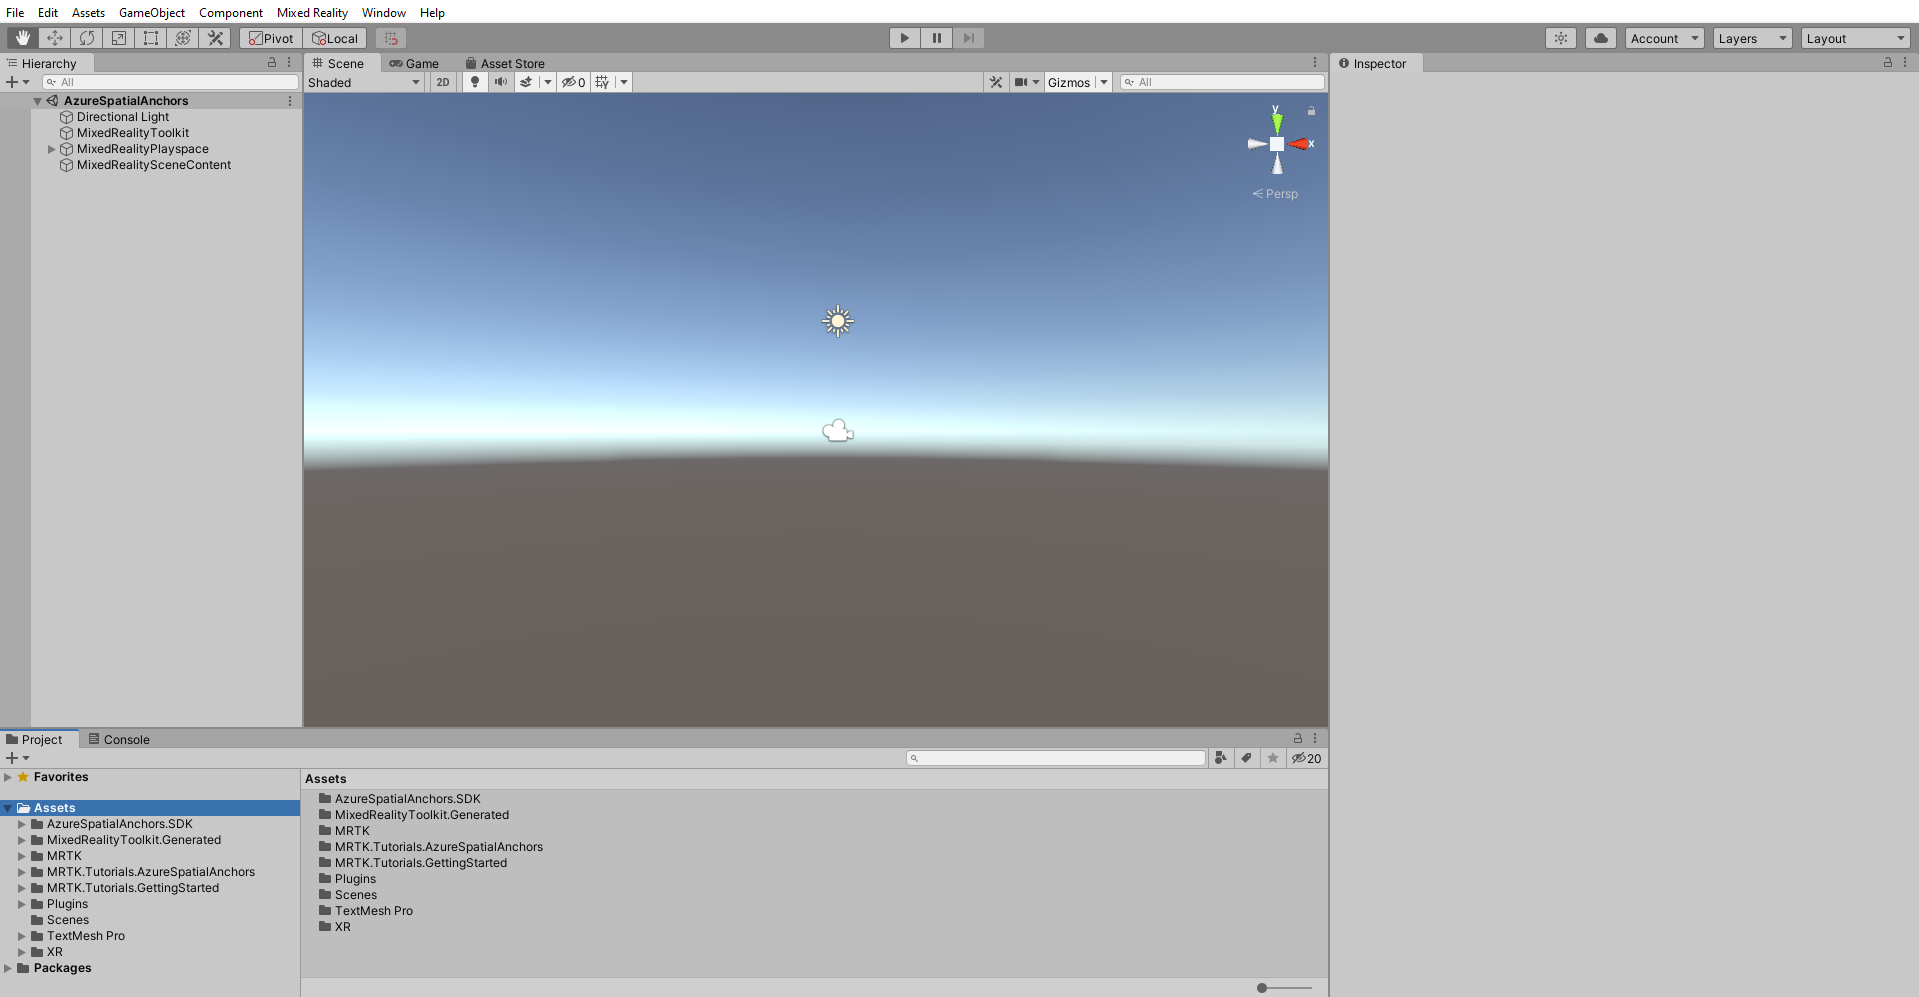 File Edit Assets GameObject Component Mixed Reality Window Help
Pivot Local Account Layers Layout
Hierarchy
All
AzureSpatialAnchors
Directional Light
MixedRealityToolkit
MixedRealityPlayspace
MixedRealitySceneContent
Scene Game Asset Store
Shaded 2D 0 Gizmos All
y
x
Persp
Inspector
Project Console
20
Favorites
Assets
AzureSpatialAnchors.SDK
MixedRealityToolkit.Generated
MRTK
MRTK.Tutorials.AzureSpatialAnchors
MRTK.Tutorials.GettingStarted
Plugins
Scenes
TextMesh Pro
XR
Packages
Assets
AzureSpatialAnchors.SDK
MixedRealityToolkit.Generated
MRTK
MRTK.Tutorials.AzureSpatialAnchors
MRTK.Tutorials.GettingStarted
Plugins
Scenes
TextMesh Pro
XR